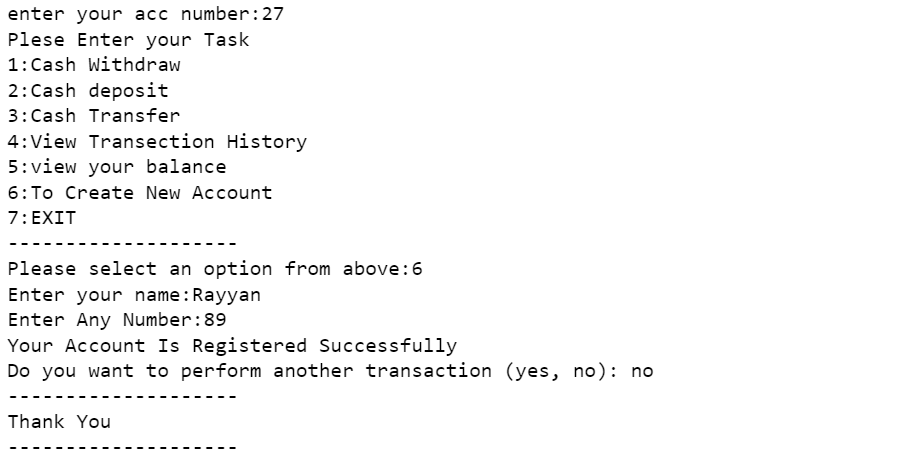 enter your acc number:27
Plese Enter your Task
1:Cash Withdraw
2:Cash deposit
3:Cash Transfer
4:View Transection History
5:view your balance
6:To Create New Account
7:EXIT
--------------------
Please select an option from above:6
Enter your name:Rayyan
Enter Any Number:89
Your Account Is Registered Successfully
Do you want to perform another transaction (yes, no): no
--------------------
Thank You
--------------------